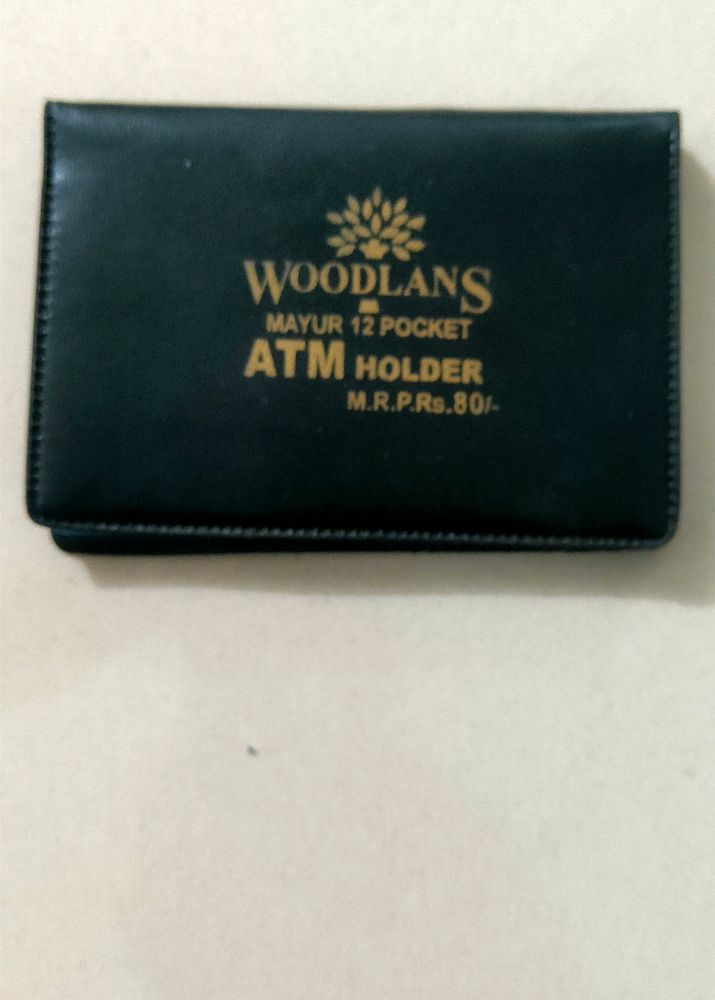 WOODLANS
MAYUR 12 POCKET
ATM HOLDER
M.R.P.Rs.80/-